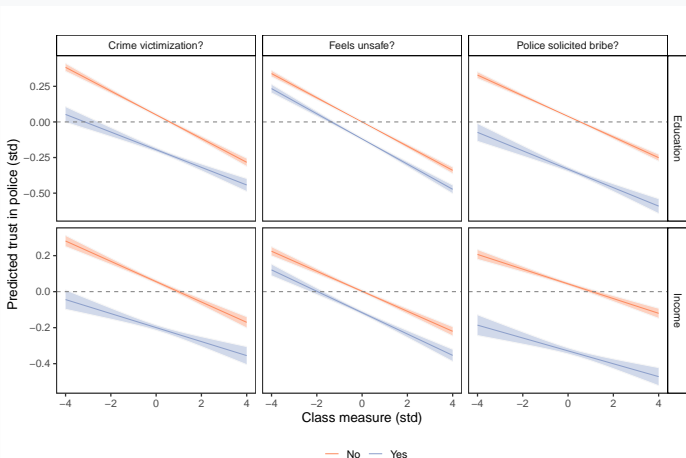 Crime victimization? Feels unsafe? Police solicited bribe?
Predicted trust in police (std)
0.25
0.00
−0.25
−0.50
Education
0.2
0.0
−0.2
−0.4
Income
−4 −2 0 2 4 −4 −2 0 2 4 −4 −2 0 2 4
Class measure (std)
No Yes